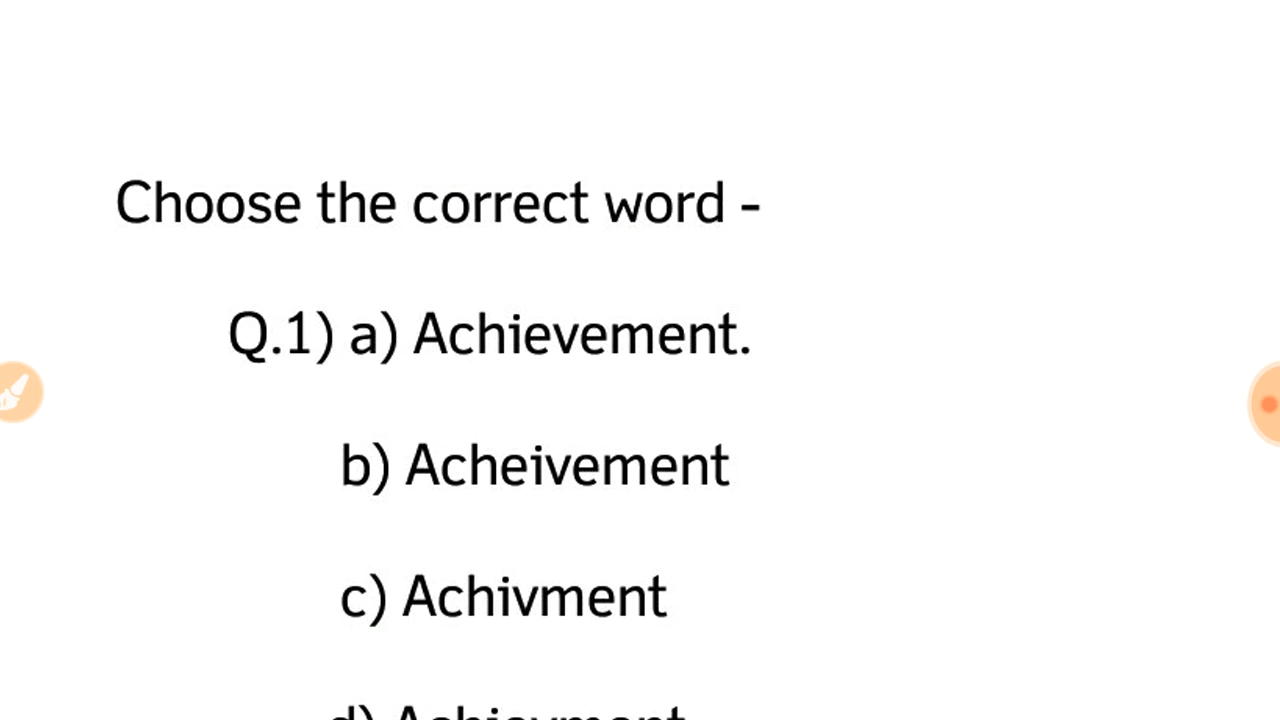 Choose the correct word -
Q.1) a) Achievement.
b) Acheivement
c) Achivment
d)